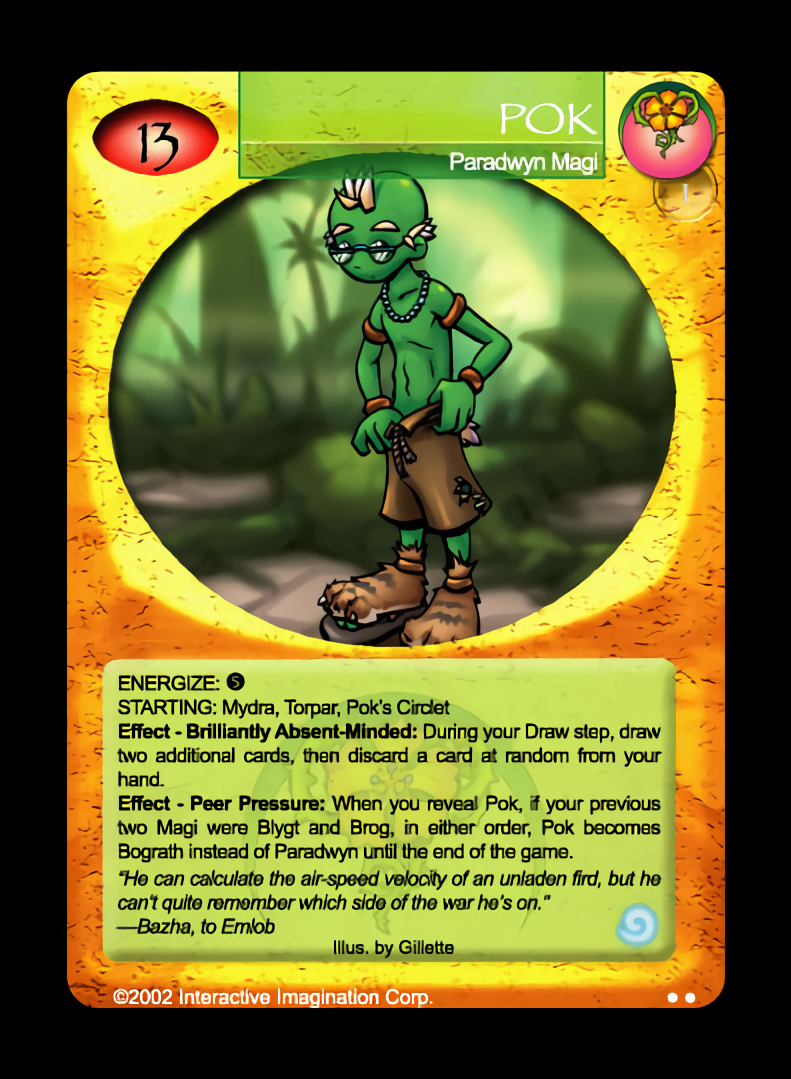 13
POK
Paradwyn Magi
1
ENERGIZE: 5
STARTING: Mydra, Torpar, Pok's Circlet
Effect - Brilliantly Absent-Minded: During your Draw step, draw
two additional cards, then discard a card at random from your
hand.
Effect - Peer Pressure: When you reveal Pok, if your previous
two Magi were Blygt and Brog, in either order, Pok becomes
Bograth instead of Paradwyn until the end of the game.
"He can calculate the air-speed velocity of an unladen fird, but he
can't quite remember which side of the war he's on."
—Bazha, to Emlob
Illus. by Gillette
©2002 Interactive Imagination Corp.